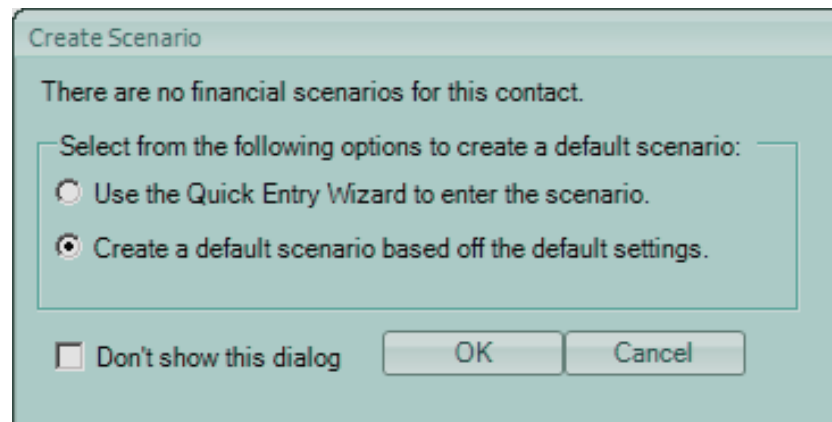 Create Scenario
There are no financial scenarios for this contact.
Select from the following options to create a default scenario:
Use the Quick Entry Wizard to enter the scenario.
Create a default scenario based off the default settings.
Don't show this dialog OK Cancel